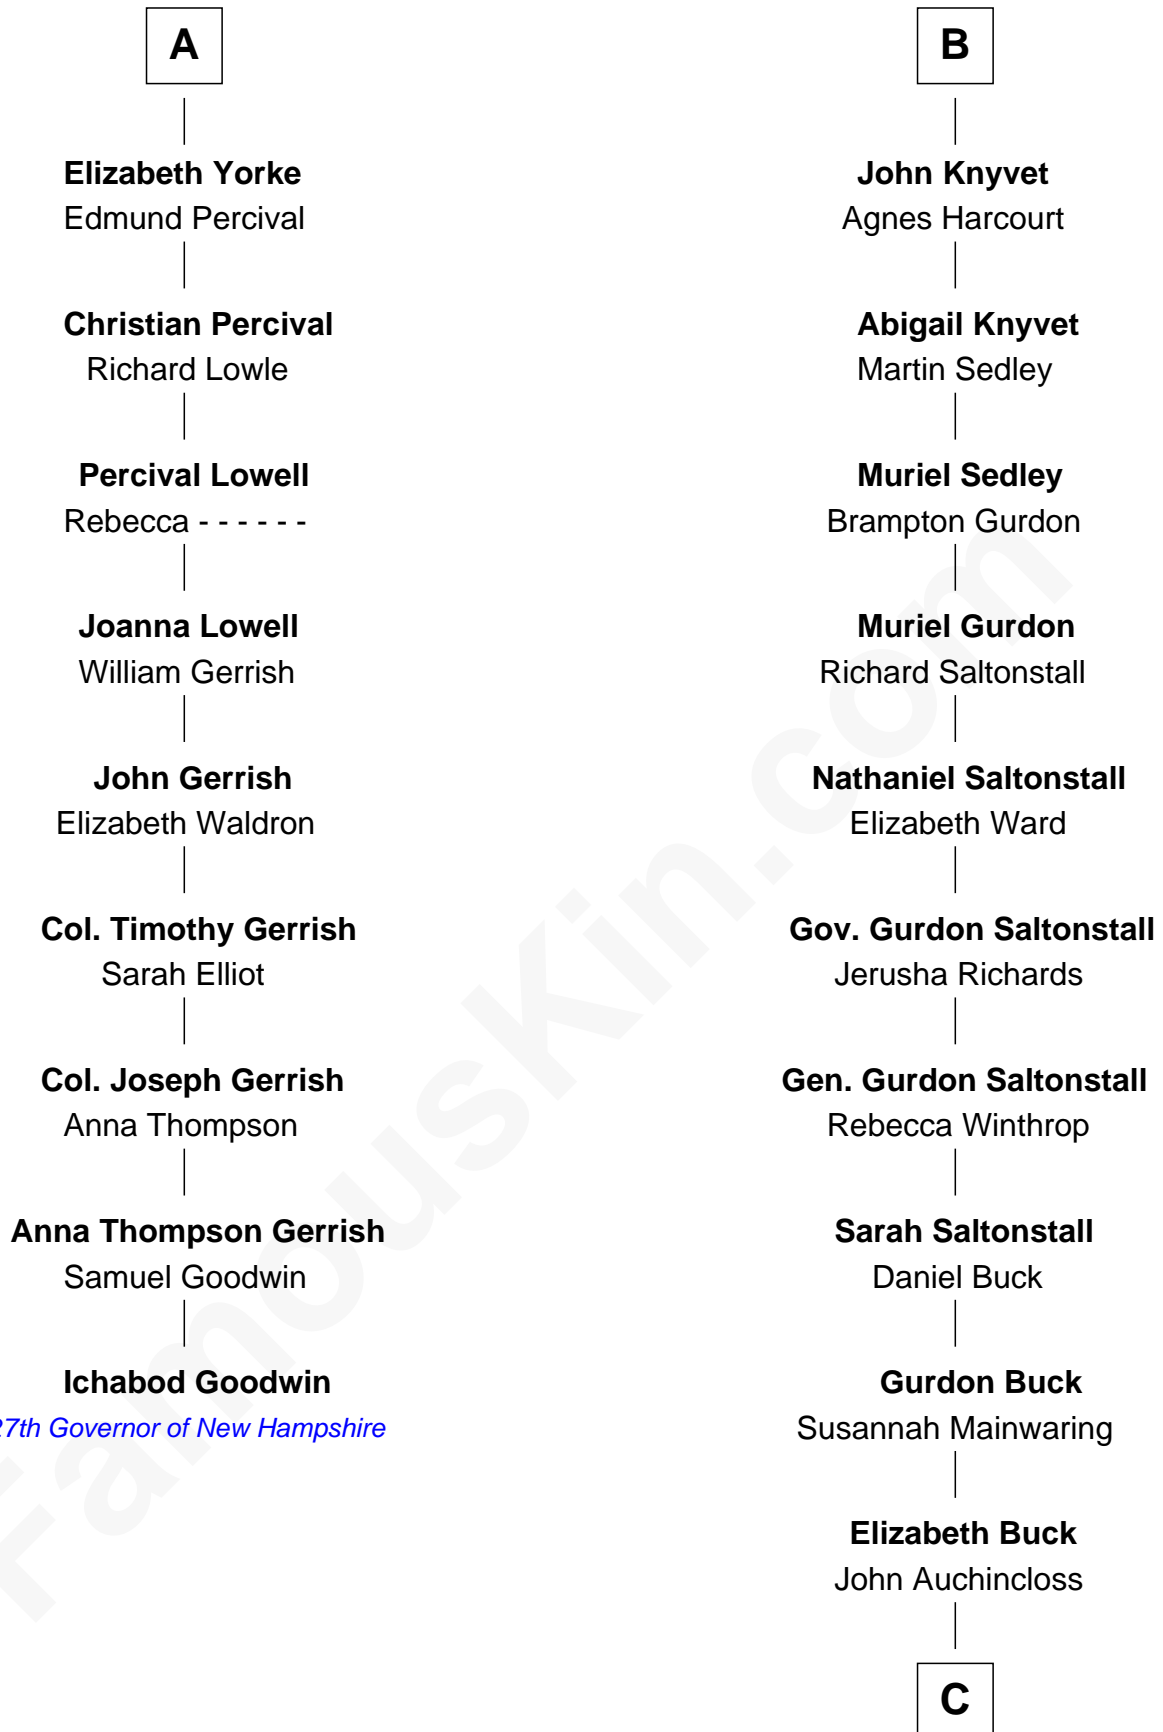 A
Elizabeth Yorke
Edmund Percival
Christian Percival
Richard Lowle
Percival Lowell
Rebecca - - - - - -
Joanna Lowell
William Gerrish
John Gerrish
Elizabeth Waldron
Col. Timothy Gerrish
Sarah Elliot
Col. Joseph Gerrish
Anna Thompson
Anna Thompson Gerrish
Samuel Goodwin
Ichabod Goodwin
27th Governor of New Hampshire
B
John Knyvet
Agnes Harcourt
Abigail Knyvet
Martin Sedley
Muriel Sedley
Brampton Gurdon
Muriel Gurdon
Richard Saltonstall
Nathaniel Saltonstall
Elizabeth Ward
Gov. Gurdon Saltonstall
Jerusha Richards
Gen. Gurdon Saltonstall
Rebecca Winthrop
Sarah Saltonstall
Daniel Buck
Gurdon Buck
Susannah Mainwaring
Elizabeth Buck
John Auchincloss
C
FamousKin.com